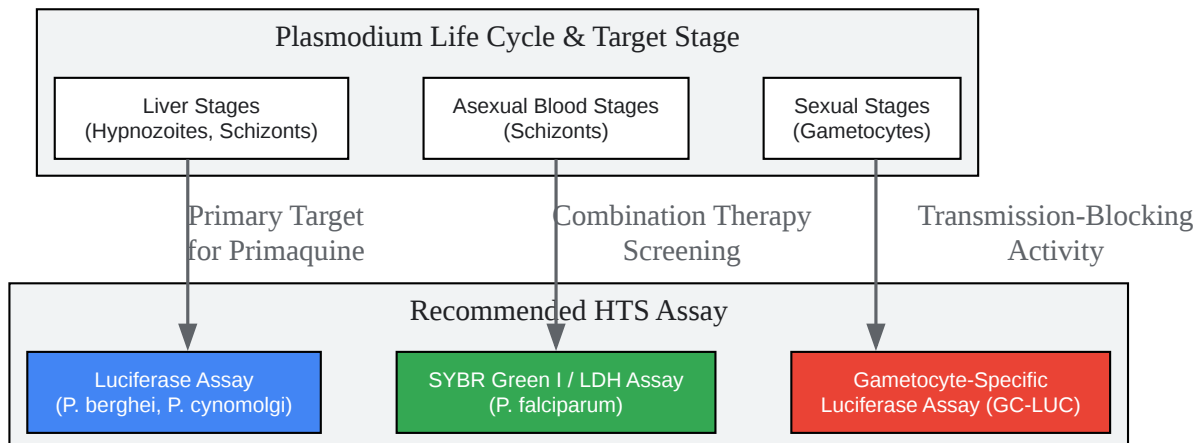 Plasmodium Life Cycle & Target Stage
Liver Stages
(Hypnozoites, Schizonts)
Asexual Blood Stages
(Schizonts)
Sexual Stages
(Gametocytes)
Primary Target
for Primaquine
Combination Therapy
Screening
Transmission-Blocking
Activity
Recommended HTS Assay
Luciferase Assay
(P. berghei, P. cynomolgi)
SYBR Green I / LDH Assay
(P. falciparum)
Gametocyte-Specific
Luciferase Assay (GC-LUC)